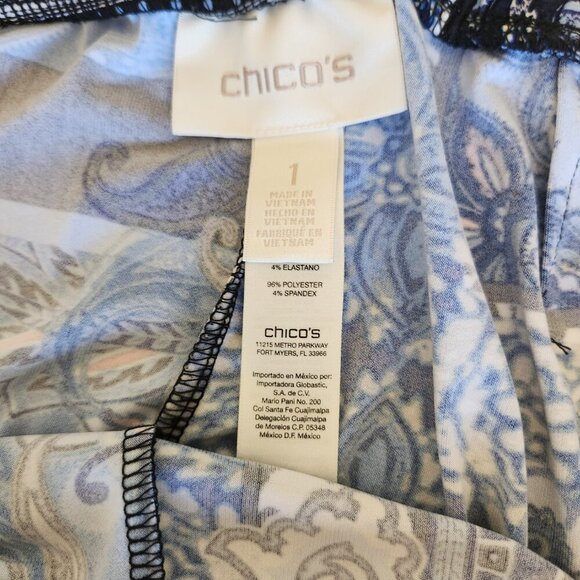 chico's
1
MADE IN
VIETNAM
HECHO EN
VIETNAM
FABRIQUÉ EN
VIETNAM
4% ELASTANO
96% POLYESTER
4% SPANDEX
chico's
11215 METRO PARKWAY
FORT MYERS, FL 33966
Importado en México por:
Importadora Globastic,
S.A. de C.V.
Mario Pani No. 200
Col Santa Fe Cuajimalpa
Delegación Cuajimalpa
de Morelos C.P. 05348
México D.F. México